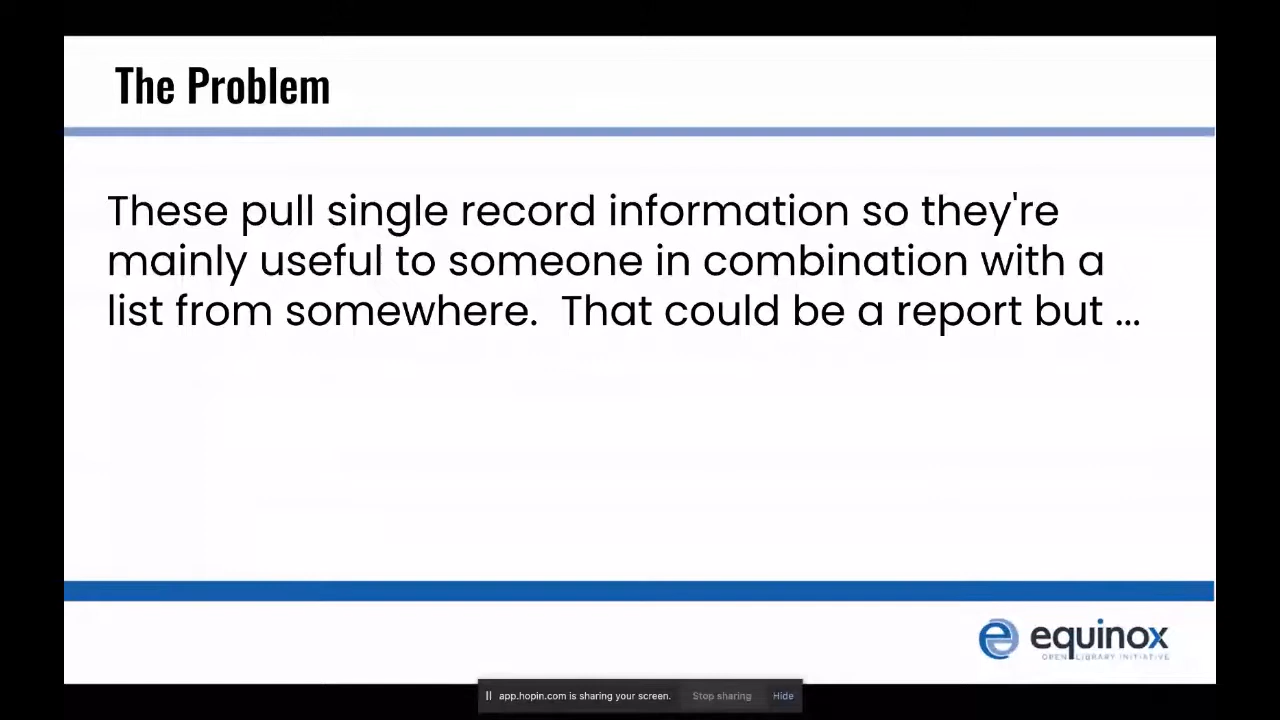 The Problem
These pull single record information so they're
mainly useful to someone in combination with a
list from somewhere.  That could be a report but ...
equinox
OPEN LIBRARY INITIATIVE
app.hopin.com is sharing your screen. Stop sharing Hide